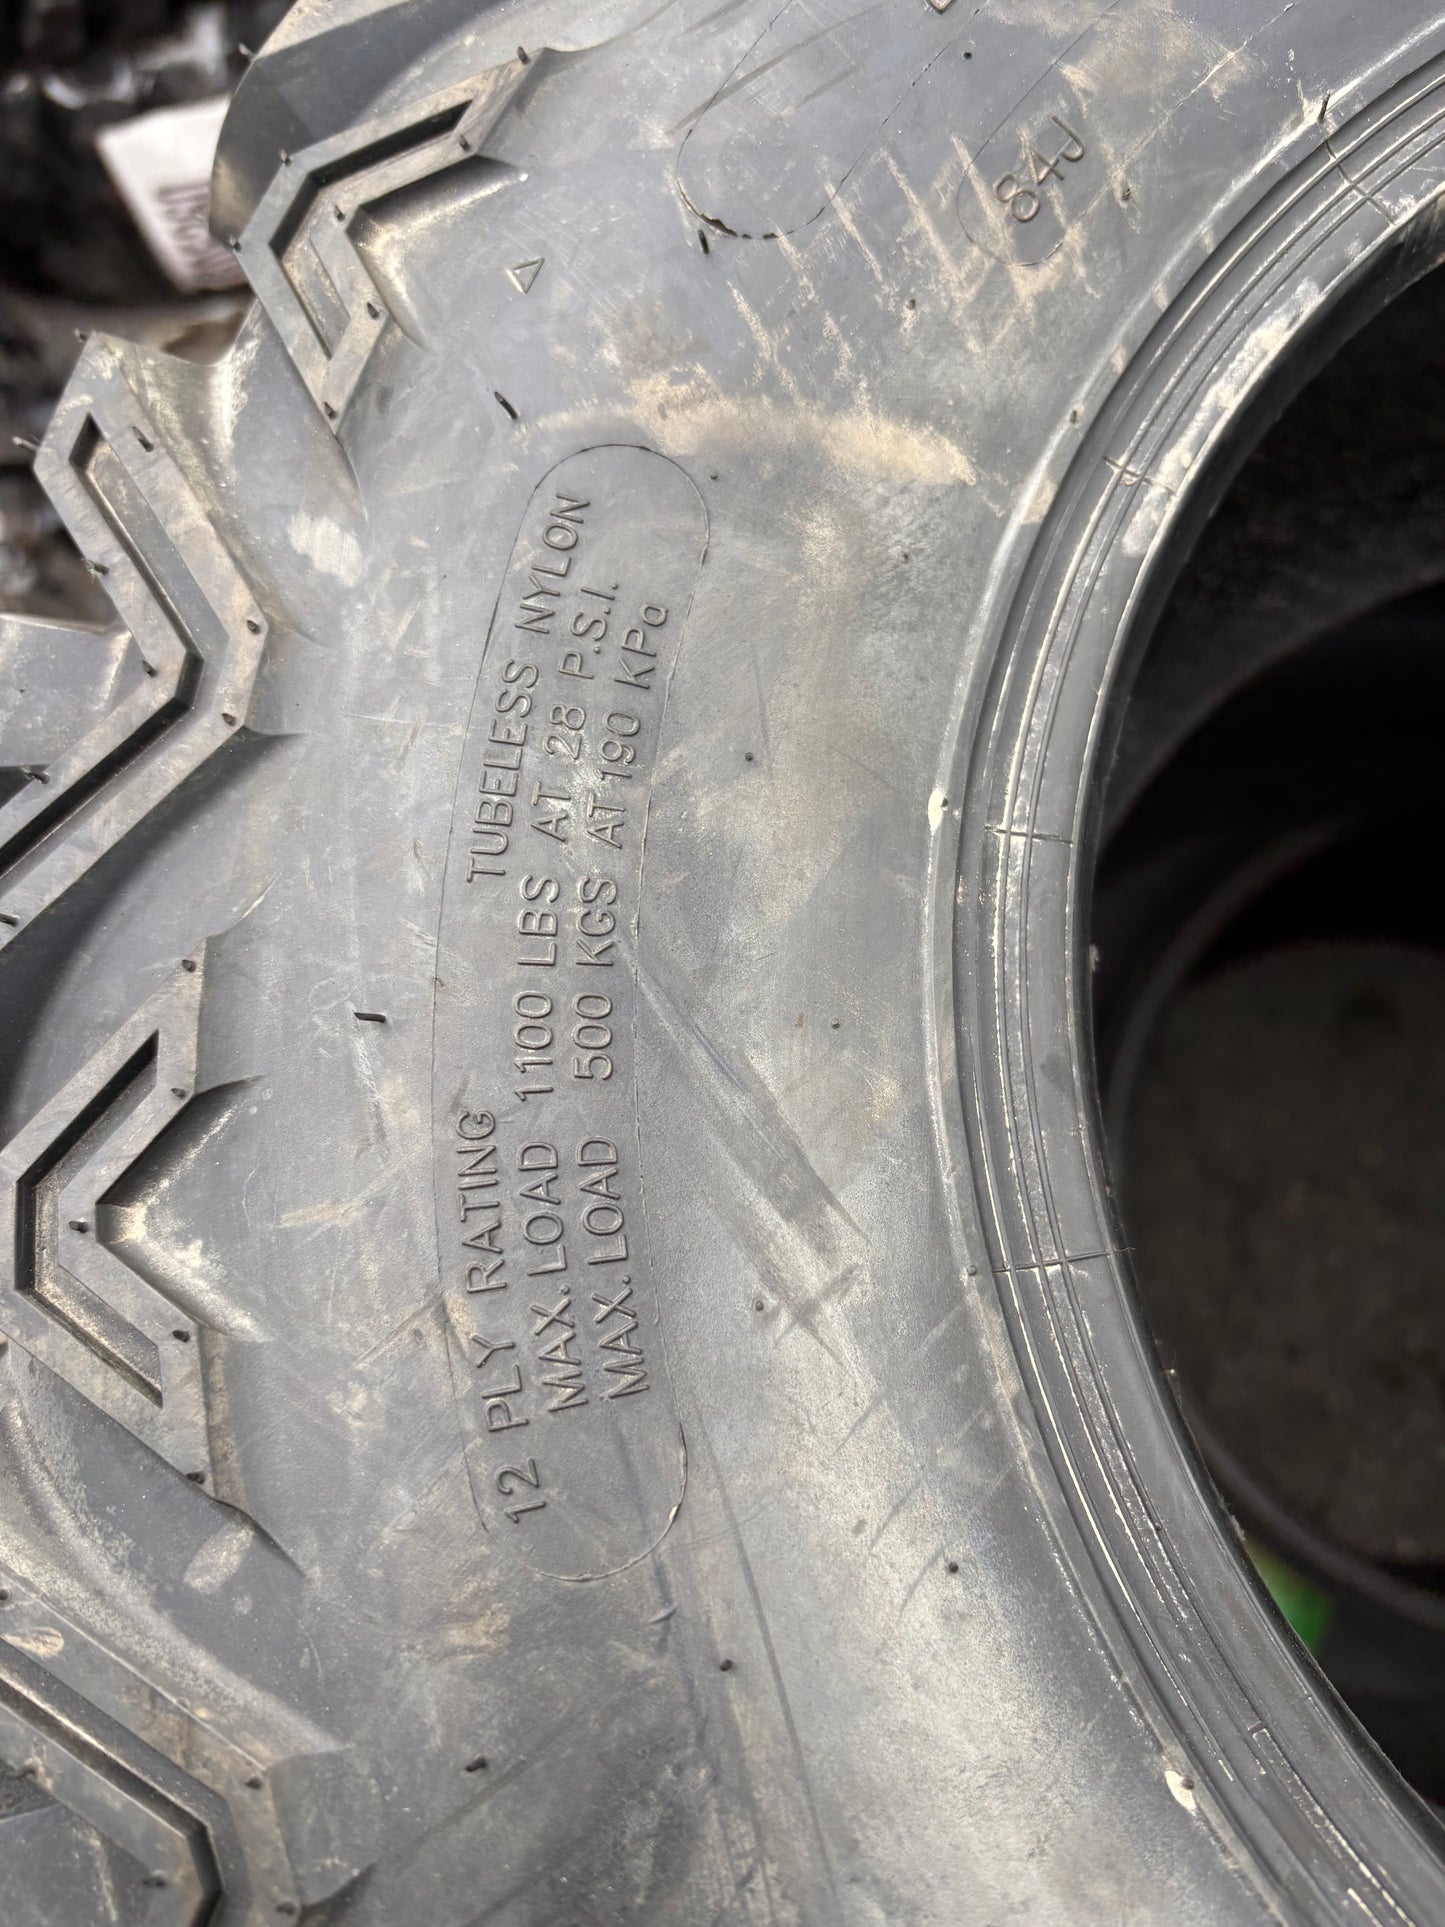 84J
12 PLY RATING TUBELESS NYLON
MAX. LOAD 1100 LBS AT 28 P.S.I.
MAX. LOAD 500 KGS AT 190 KPa